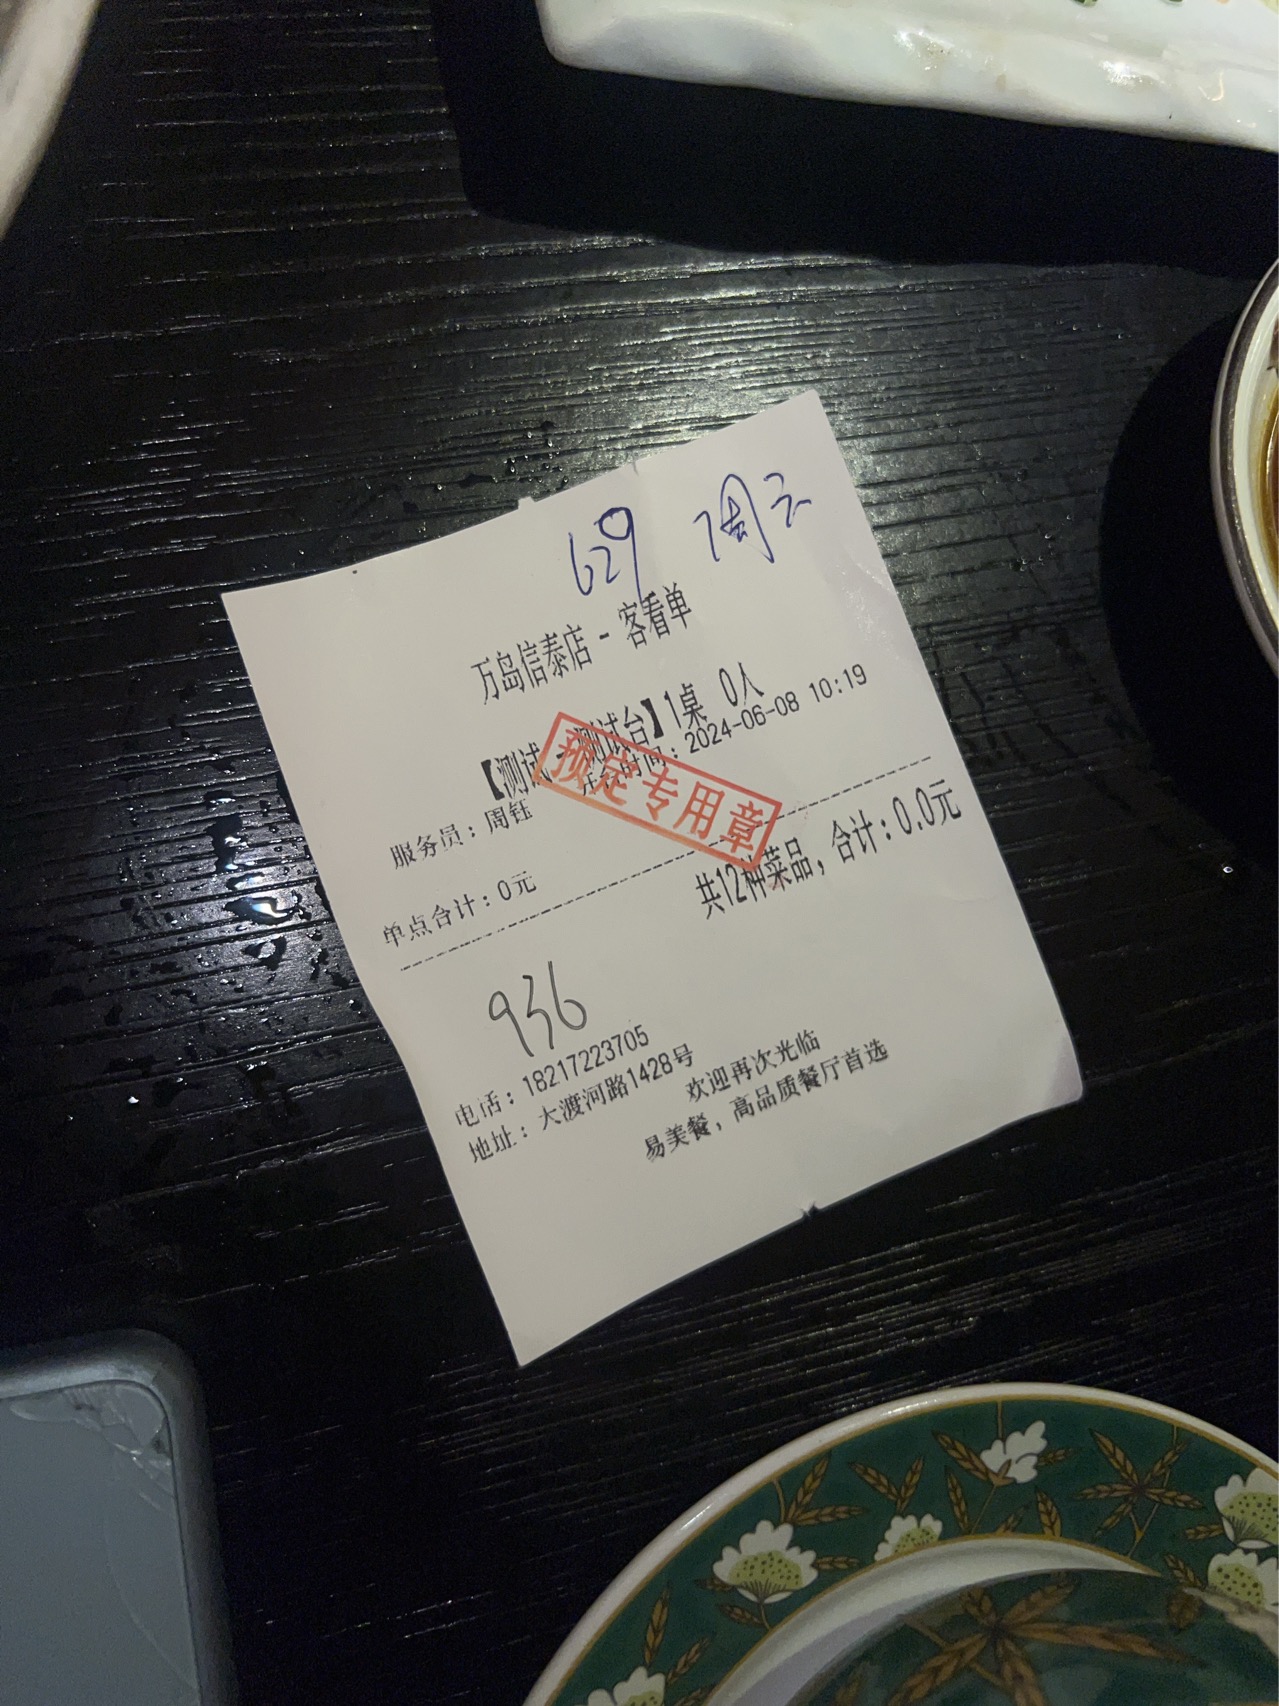 629 周云
万岛信泰店 - 客看单
【测试 测试台】1桌 0人
服务员：周钰 时间：2024-06-08 10:19
预定专用章
单点合计：0元
共12种菜品，合计：0.0元
936
电话：18217223705
地址：大渡河路1428号
欢迎再次光临
易美餐，高品质餐厅首选